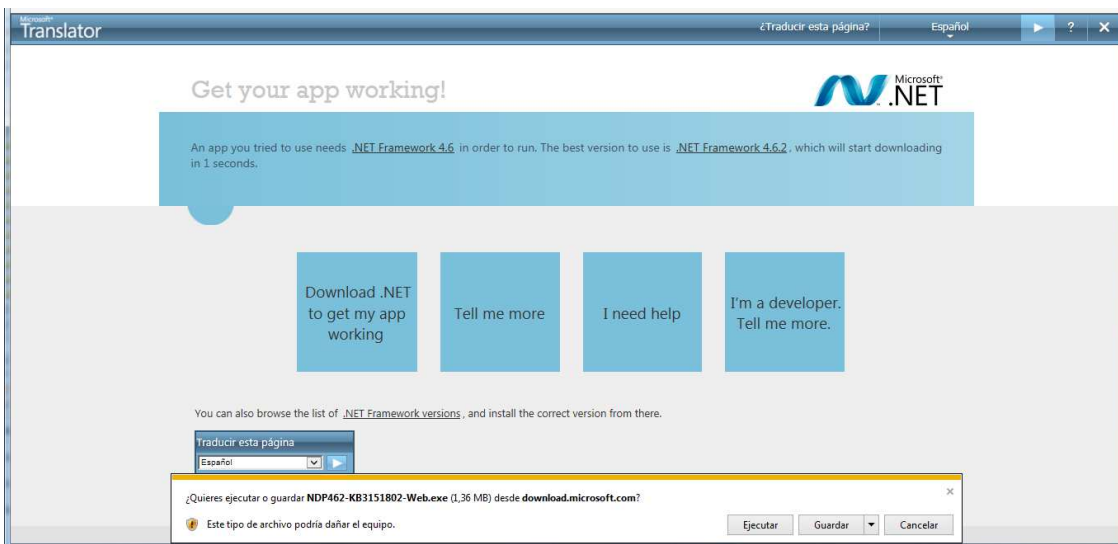 Microsoft®
Translator
¿Traducir esta página?
Español
?
Get your app working!
Microsoft®
.NET
An app you tried to use needs .NET Framework 4.6 in order to run. The best version to use is .NET Framework 4.6.2, which will start downloading
in 1 seconds.
Download .NET
to get my app
working
Tell me more
I need help
I'm a developer.
Tell me more.
You can also browse the list of .NET Framework versions, and install the correct version from there.
Traducir esta página
Español
¿Quieres ejecutar o guardar NDP462-KB3151802-Web.exe (1,36 MB) desde download.microsoft.com?
Este tipo de archivo podría dañar el equipo.
Ejecutar
Guardar
Cancelar